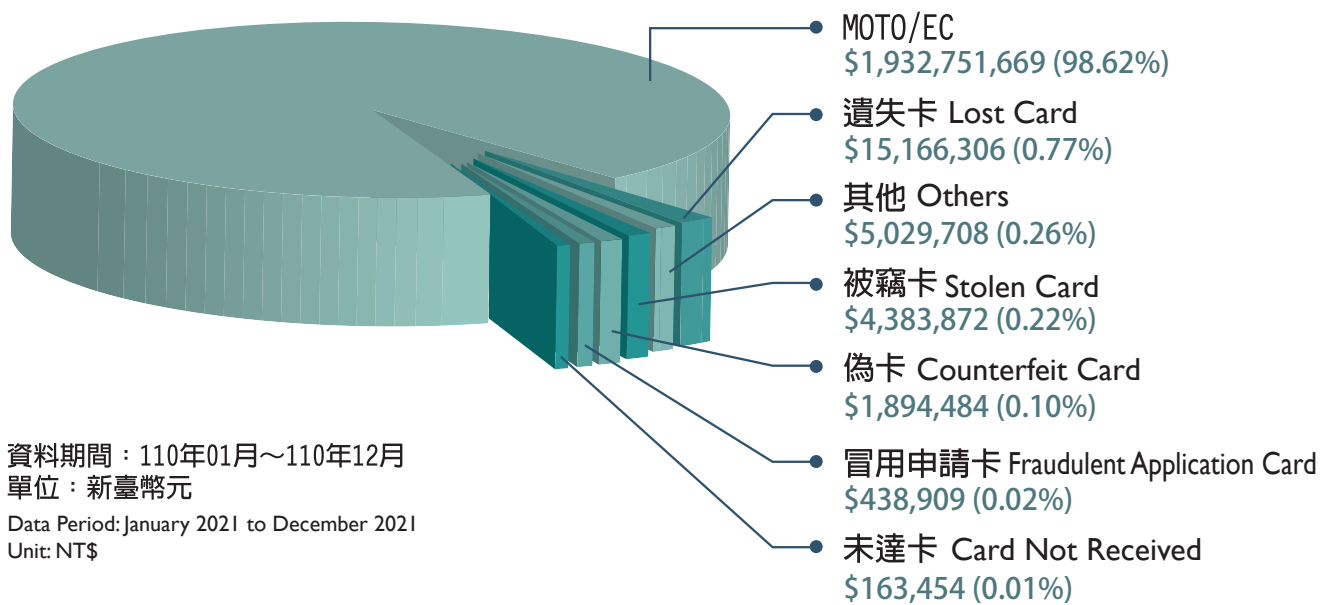 MOTO/EC
$1,932,751,669 (98.62%)
遺失卡 Lost Card
$15,166,306 (0.77%)
其他 Others
$5,029,708 (0.26%)
被竊卡 Stolen Card
$4,383,872 (0.22%)
偽卡 Counterfeit Card
$1,894,484 (0.10%)
冒用申請卡 Fraudulent Application Card
$438,909 (0.02%)
未達卡 Card Not Received
$163,454 (0.01%)
資料期間：110年01月～110年12月
單位：新臺幣元
Data Period: January 2021 to December 2021
Unit: NT$